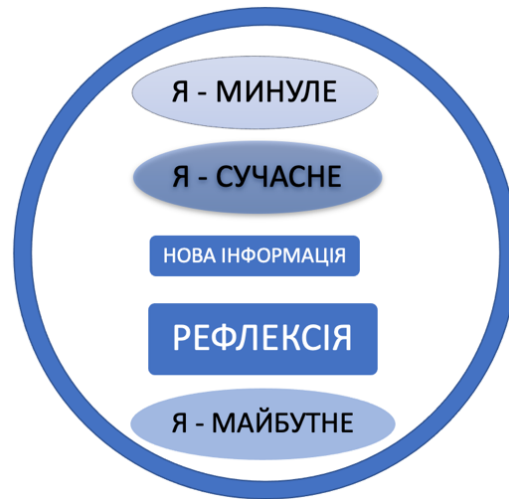 Я - МИНУЛЕ
Я - СУЧАСНЕ
НОВА ІНФОРМАЦІЯ
РЕФЛЕКСІЯ
Я - МАЙБУТНЕ